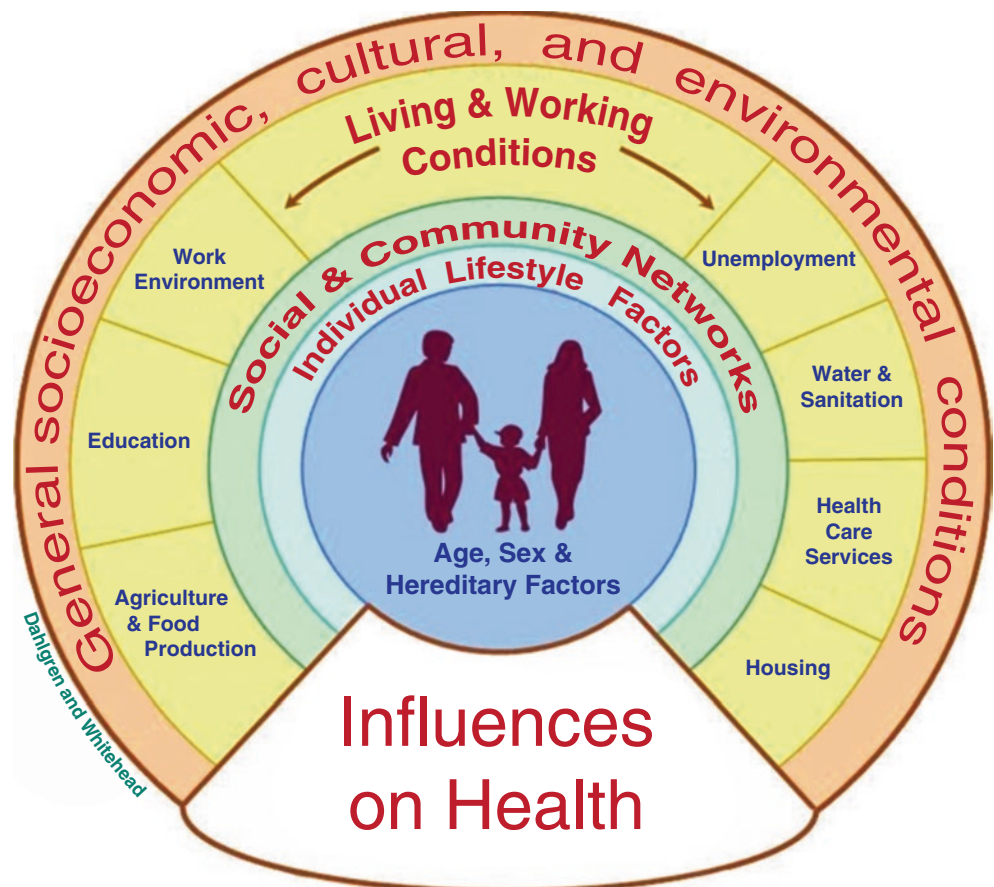 General socioeconomic, cultural, and environmental conditions
Living & Working
Conditions
Social & Community Networks
Individual Lifestyle Factors
Work
Environment
Education
Agriculture
& Food
Production
Unemployment
Water &
Sanitation
Health
Care
Services
Housing
Age, Sex &
Hereditary Factors
Dahlgren and Whitehead
Influences
on Health